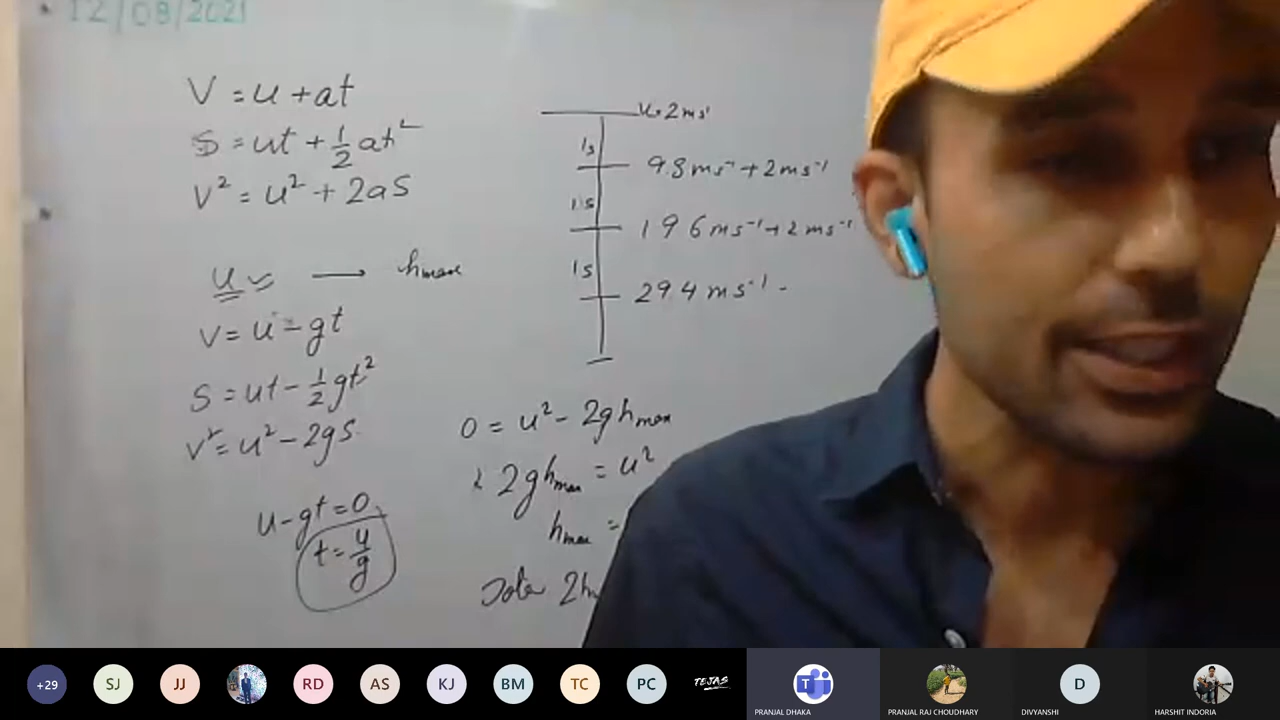 12/08/2021
V = u + at
S = ut + 1/2 at²
V² = u² + 2aS
u → hmax
V = u - gt
S = ut - 1/2 gt²
V² = u² - 2gS
u - gt = 0
t = u/g
u = 2ms⁻¹
1s
9.8 ms⁻¹ + 2 ms⁻¹
1s
19.6 ms⁻¹ + 2 ms⁻¹
1s
29.4 ms⁻¹ -
0 = u² - 2g hmax
2g hmax = u²
hmax =
2h
+29
SJ
JJ
RD
AS
KJ
BM
TC
PC
TEJAS
PRANJAL DHAKA
PRANJAL RAJ CHOUDHARY
D
DIVYANSHI
HARSHIT INDORIA